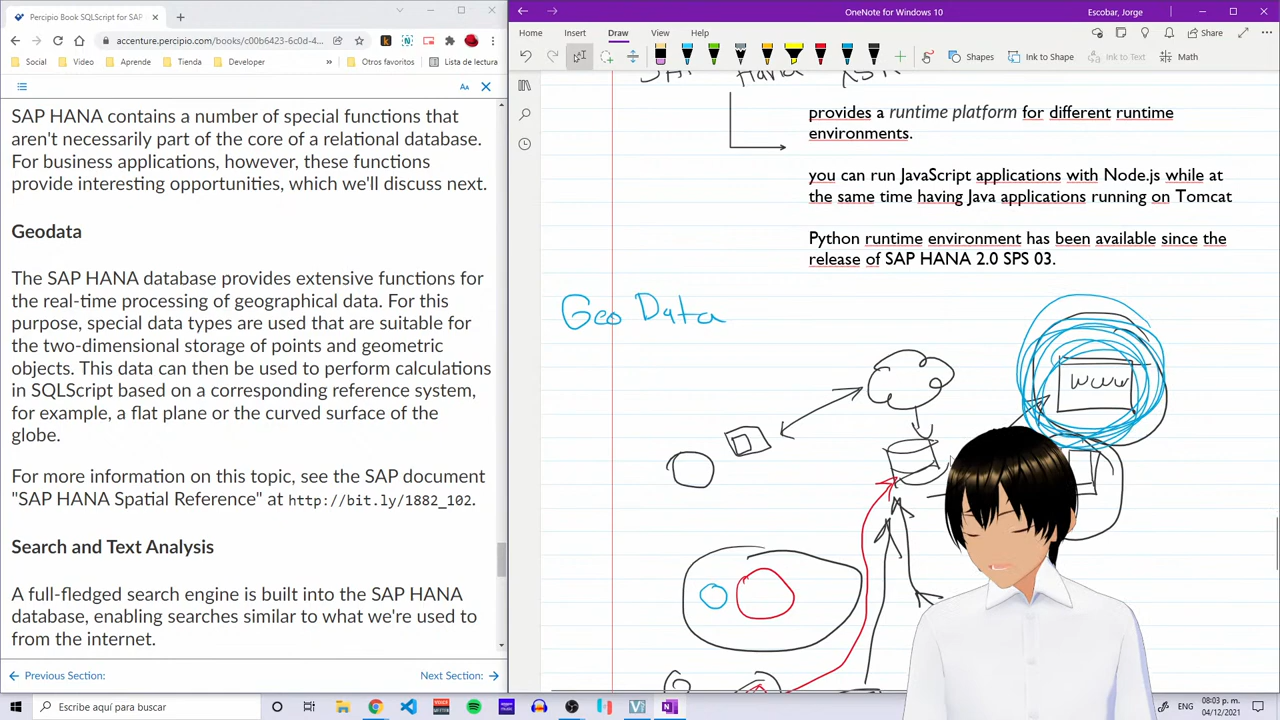 Percipio Book SQLScript for SAP
accenture.percipio.com/books/c00b6423-6c0d-4...
Social
Video
Aprende
Tienda
Desarrollo
Otros favoritos
Lista de lectura
SAP HANA contains a number of special functions that
aren't necessarily part of the core of a relational database.
For business applications, however, these functions
provide interesting opportunities, which we'll discuss next.
Geodata
The SAP HANA database provides extensive functions for
the real-time processing of geographical data. For this
purpose, special data types are used that are suitable for
the two-dimensional storage of points and geometric
objects. This data can then be used to perform calculations
in SQLScript based on a corresponding reference system,
for example, a flat plane or the curved surface of the
globe.
For more information on this topic, see the SAP document
"SAP HANA Spatial Reference" at http://bit.ly/1882_102.
Search and Text Analysis
A full-fledged search engine is built into the SAP HANA
database, enabling searches similar to what we're used to
from the internet.
Previous Section:
Next Section:
OneNote for Windows 10
Escobar, Jorge
Home
Insert
Draw
View
Help
Share
Shapes
Ink to Shape
Ink to Text
Math
Hana
provides a runtime platform for different runtime
environments.
you can run JavaScript applications with Node.js while at
the same time having Java applications running on Tomcat
Python runtime environment has been available since the
release of SAP HANA 2.0 SPS 03.
Geo Data
www
Escribe aquí para buscar
ENG
08:03 p. m.
04/12/2021